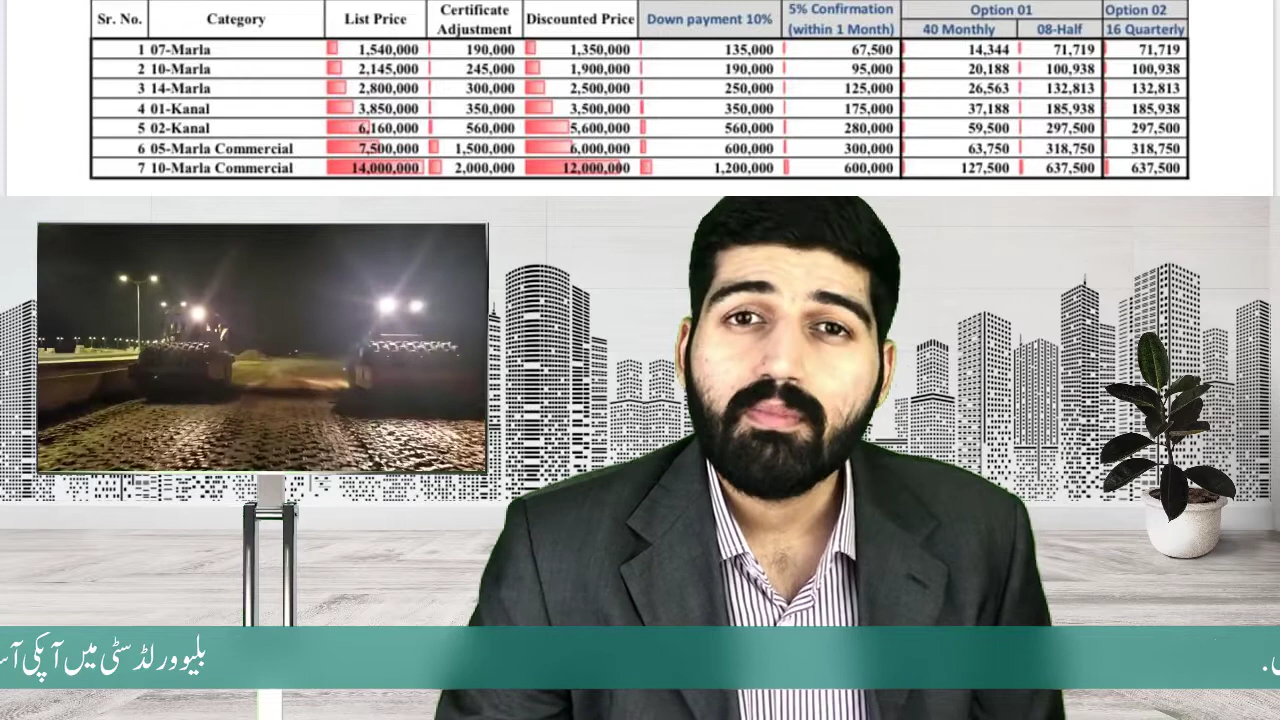 Sr. No. Category List Price Certificate Adjustment Discounted Price Down payment 10% 5% Confirmation (within 1 Month) Option 01 Option 02
40 Monthly 08-Half 16 Quarterly
1 07-Marla 1,540,000 190,000 1,350,000 135,000 67,500 14,344 71,719 71,719
2 10-Marla 2,145,000 245,000 1,900,000 190,000 95,000 20,188 100,938 100,938
3 14-Marla 2,800,000 300,000 2,500,000 250,000 125,000 26,563 132,813 132,813
4 01-Kanal 3,850,000 350,000 3,500,000 350,000 175,000 37,188 185,938 185,938
5 02-Kanal 6,160,000 560,000 5,600,000 560,000 280,000 59,500 297,500 297,500
6 05-Marla Commercial 7,500,000 1,500,000 6,000,000 600,000 300,000 63,750 318,750 318,750
7 10-Marla Commercial 14,000,000 2,000,000 12,000,000 1,200,000 600,000 127,500 637,500 637,500
بلیو ورلڈ سٹی میں آپکی